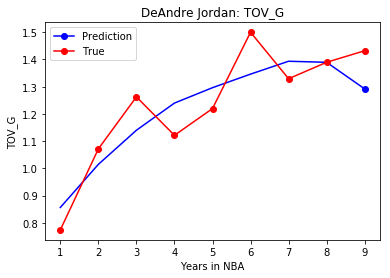 DeAndre Jordan: TOV_G
Prediction
True
TOV_G
1.5
1.4
1.3
1.2
1.1
1.0
0.9
0.8
1 2 3 4 5 6 7 8 9
Years in NBA